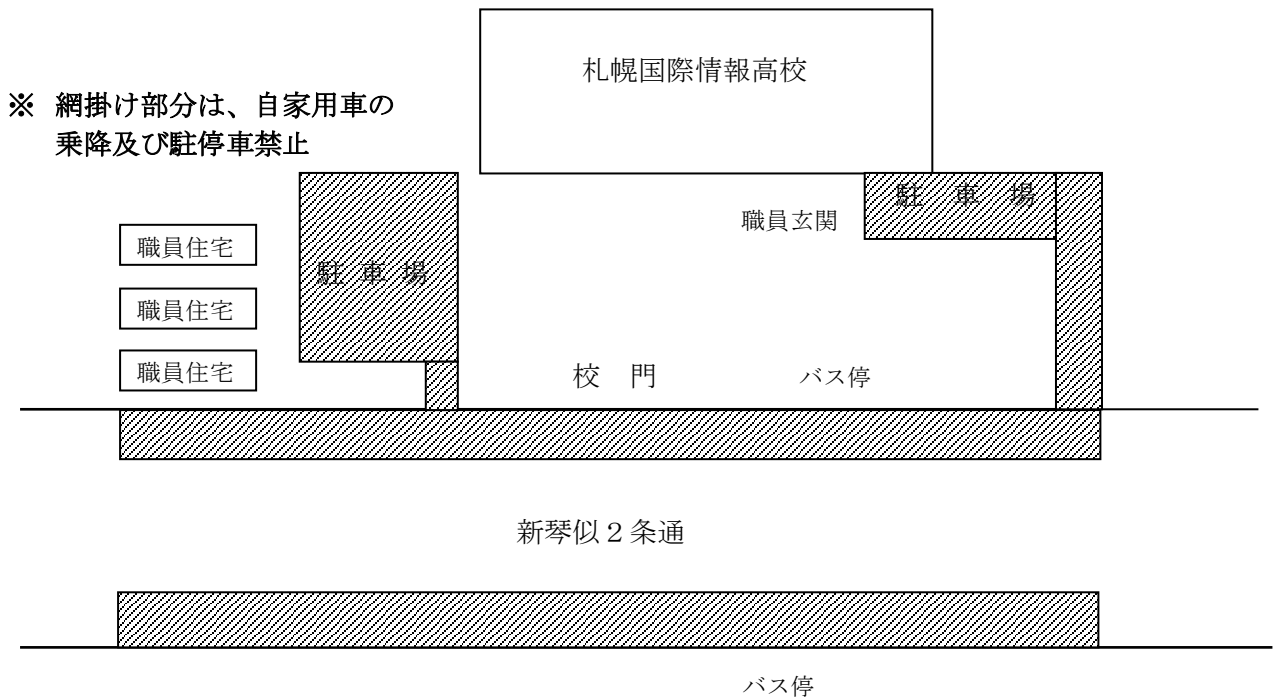 札幌国際情報高校
※ 網掛け部分は、自家用車の
乗降及び駐停車禁止
駐 車 場
職員玄関
職員住宅
駐 車 場
職員住宅
職員住宅
校 門
バス停
新琴似２条通
バス停